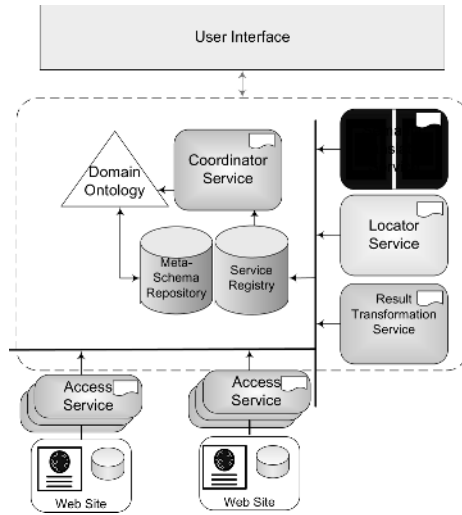 User Interface
Domain
Ontology
Coordinator
Service
Meta-
Schema
Repository
Service
Registry
Locator
Service
Result
Transformation
Service
Access
Service
Access
Service
Web Site
Web Site